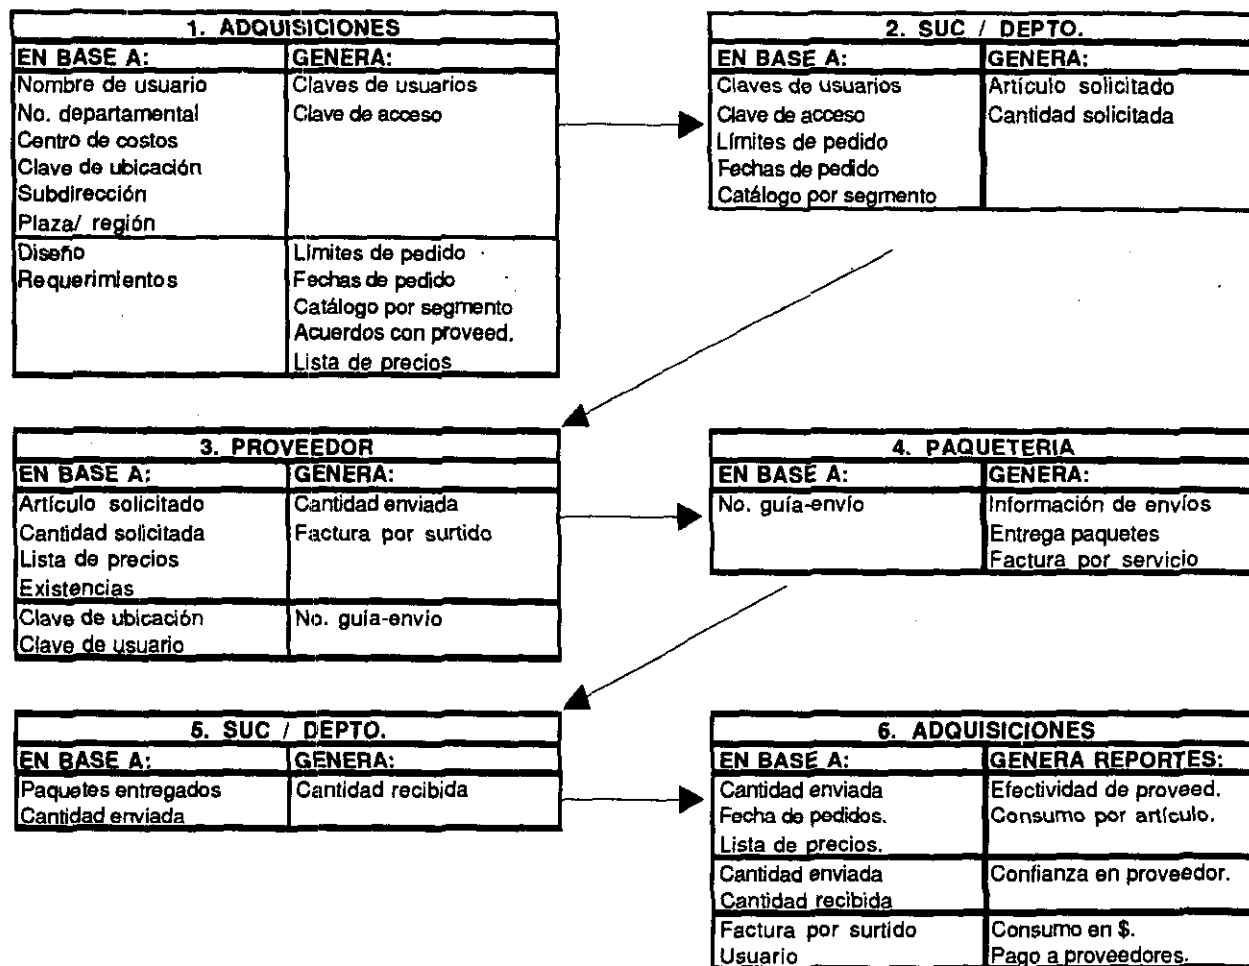 1. ADQUISICIONES
EN BASE A: GENERA:
Nombre de usuario Claves de usuarios
No. departamental Clave de acceso
Centro de costos
Clave de ubicación
Subdirección
Plaza/ región
Diseño Límites de pedido
Requerimientos Fechas de pedido
Catálogo por segmento
Acuerdos con proveed.
Lista de precios
2. SUC / DEPTO.
EN BASE A: GENERA:
Claves de usuarios Artículo solicitado
Clave de acceso Cantidad solicitada
Límites de pedido
Fechas de pedido
Catálogo por segmento
3. PROVEEDOR
EN BASE A: GENERA:
Artículo solicitado Cantidad enviada
Cantidad solicitada Factura por surtido
Lista de precios
Existencias
Clave de ubicación No. guía-envío
Clave de usuario
4. PAQUETERIA
EN BASE A: GENERA:
No. guía-envío Información de envíos
Entrega paquetes
Factura por servicio
5. SUC / DEPTO.
EN BASE A: GENERA:
Paquetes entregados Cantidad recibida
Cantidad enviada
6. ADQUISICIONES
EN BASE A: GENERA REPORTES:
Cantidad enviada Efectividad de proveed.
Fecha de pedidos. Consumo por artículo.
Lista de precios.
Cantidad enviada Confianza en proveedor.
Cantidad recibida
Factura por surtido Consumo en $.
Usuario Pago a proveedores.